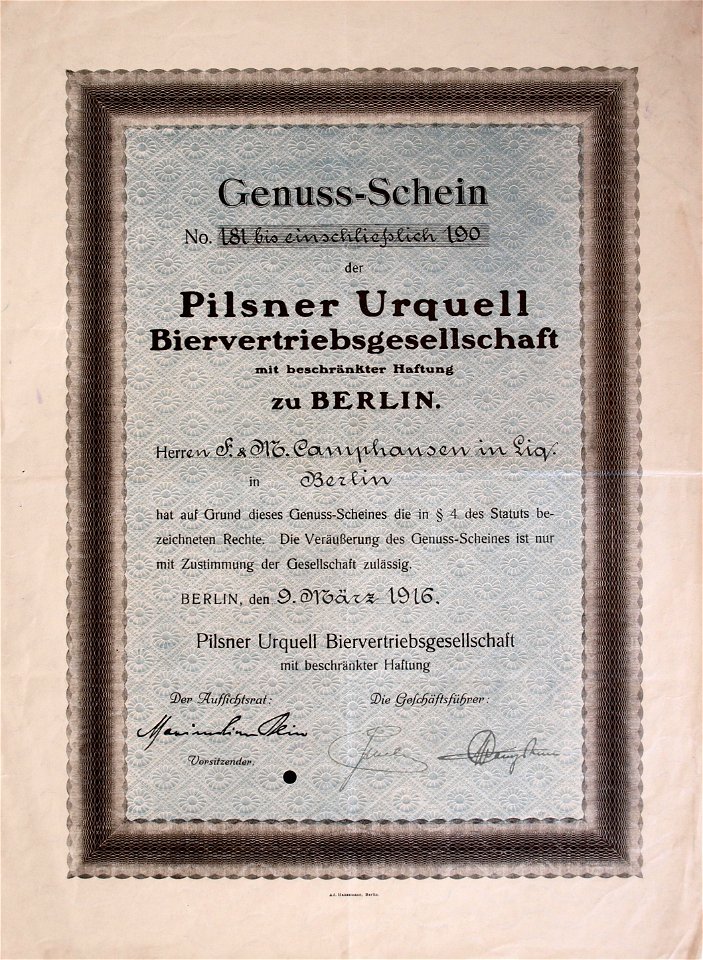 Genuss-Schein
No. 181 bis einschließlich 190
der
Pilsner Urquell
Biervertriebsgesellschaft
mit beschränkter Haftung
zu BERLIN.
Herren F. & M. Camphausen in Liq.
in Berlin
hat auf Grund dieses Genuss-Scheines die in § 4 des Statuts be-
zeichneten Rechte. Die Veräußerung des Genuss-Scheines ist nur
mit Zustimmung der Gesellschaft zulässig.
BERLIN, den 9. März 1916.
Pilsner Urquell Biervertriebsgesellschaft
mit beschränkter Haftung
Der Aufsichtsrat: Die Geschäftsführer:
Maximilian
Vorsitzender.
Berlin.